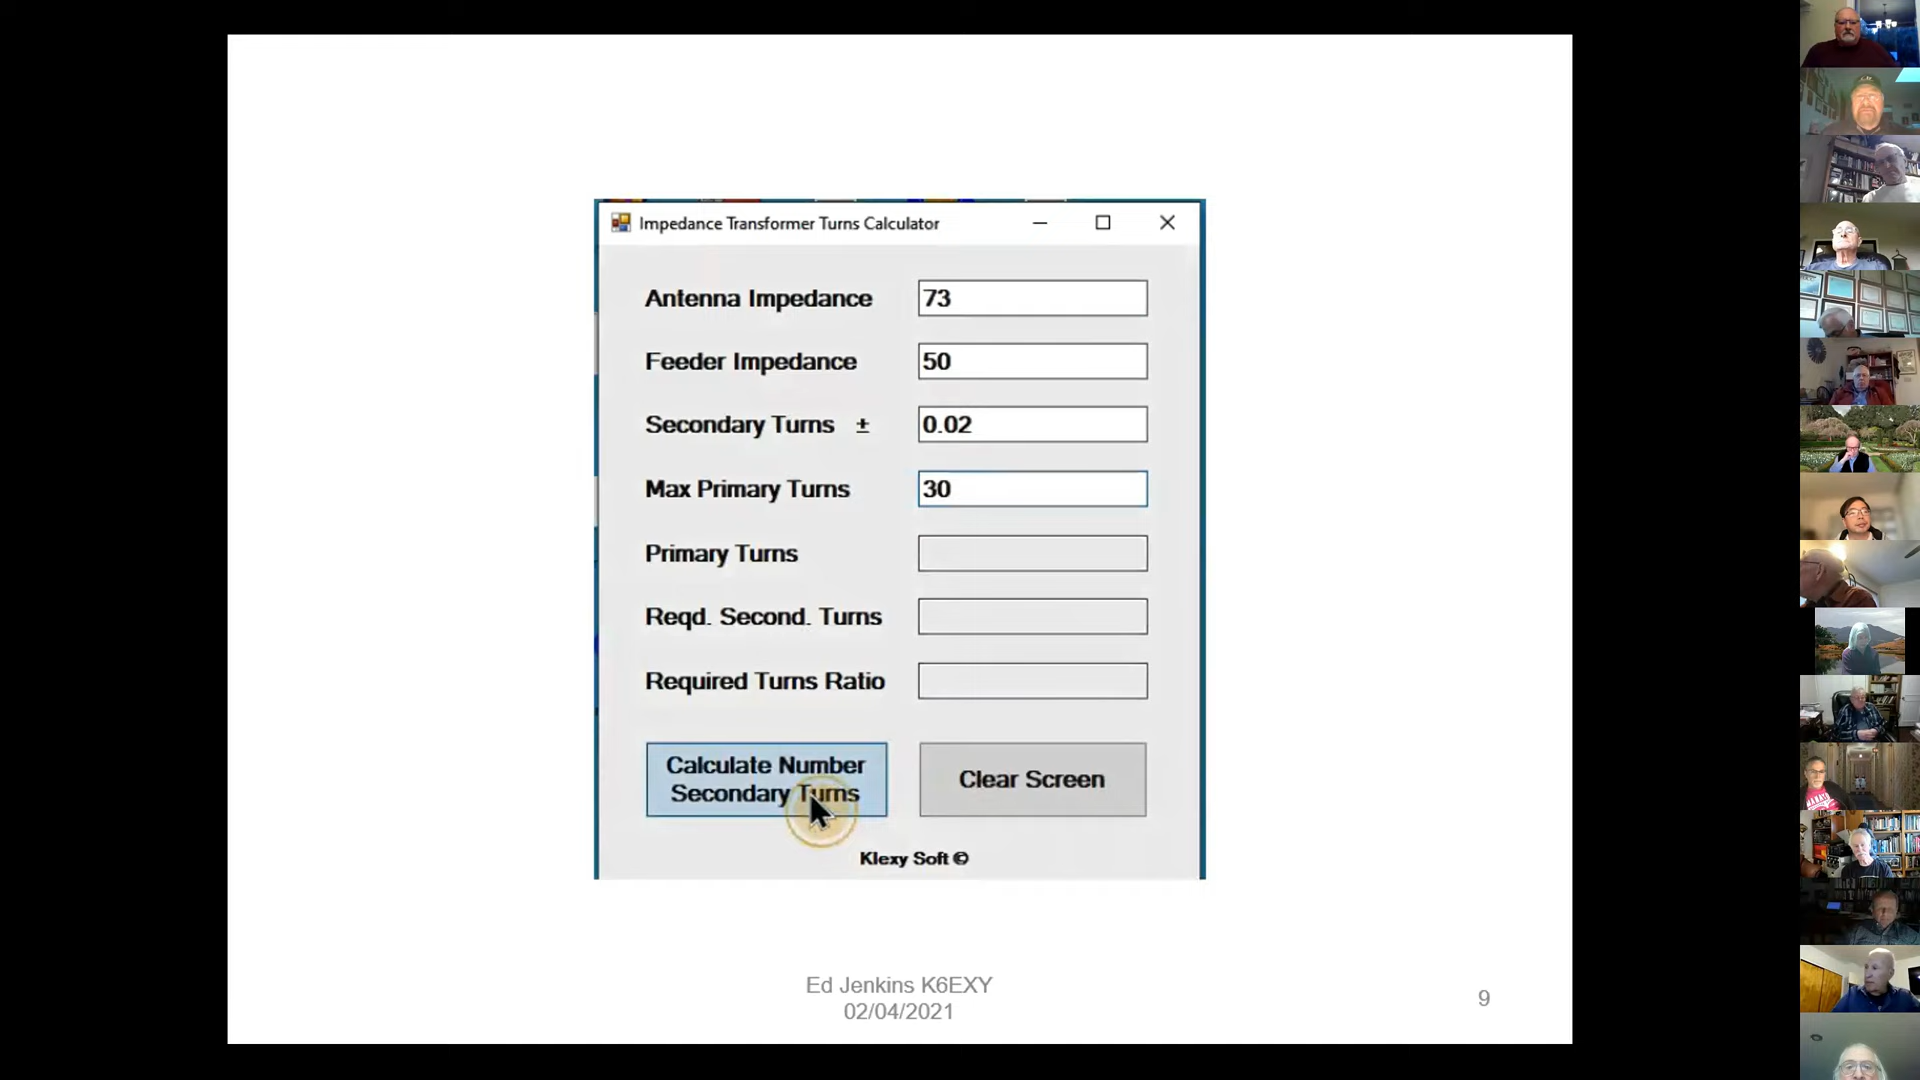 Impedance Transformer Turns Calculator
Antenna Impedance 73
Feeder Impedance 50
Secondary Turns ± 0.02
Max Primary Turns 30
Primary Turns
Reqd. Second. Turns
Required Turns Ratio
Calculate Number
Secondary Turns
Clear Screen
Klexy Soft ©
Ed Jenkins K6EXY
02/04/2021
9